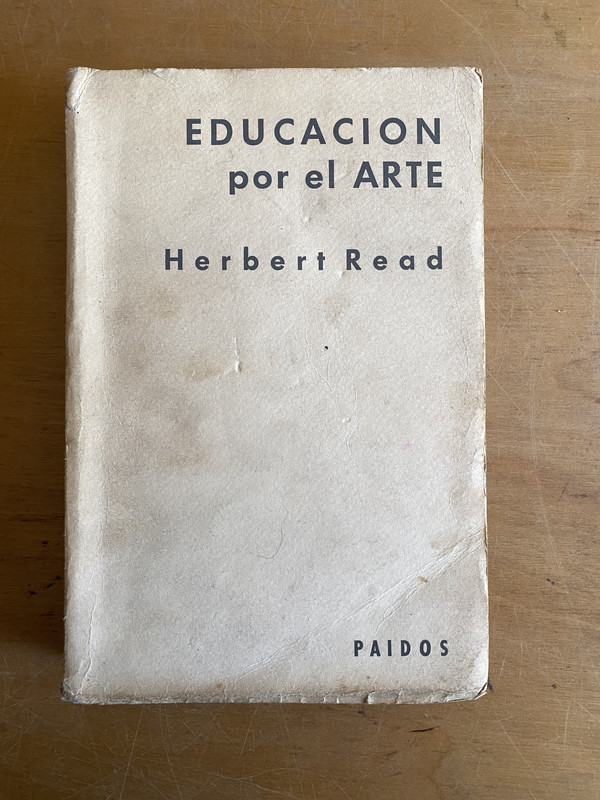 EDUCACION
por el ARTE
Herbert Read
PAIDOS